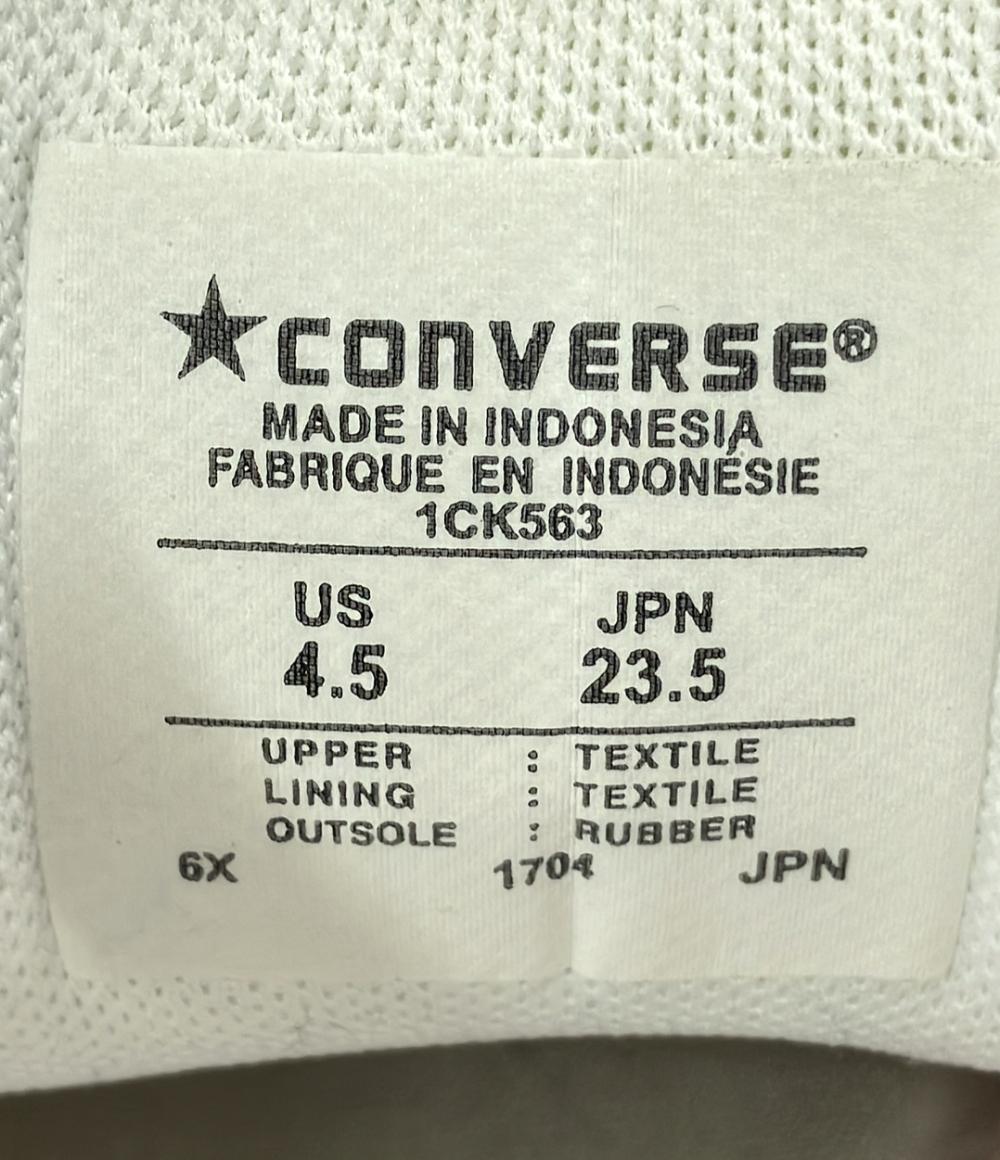 ★CONVERSE®
MADE IN INDONESIA
FABRIQUE EN INDONÉSIE
1CK563
US JPN
4.5 23.5
UPPER : TEXTILE
LINING : TEXTILE
OUTSOLE : RUBBER
6X 1704 JPN